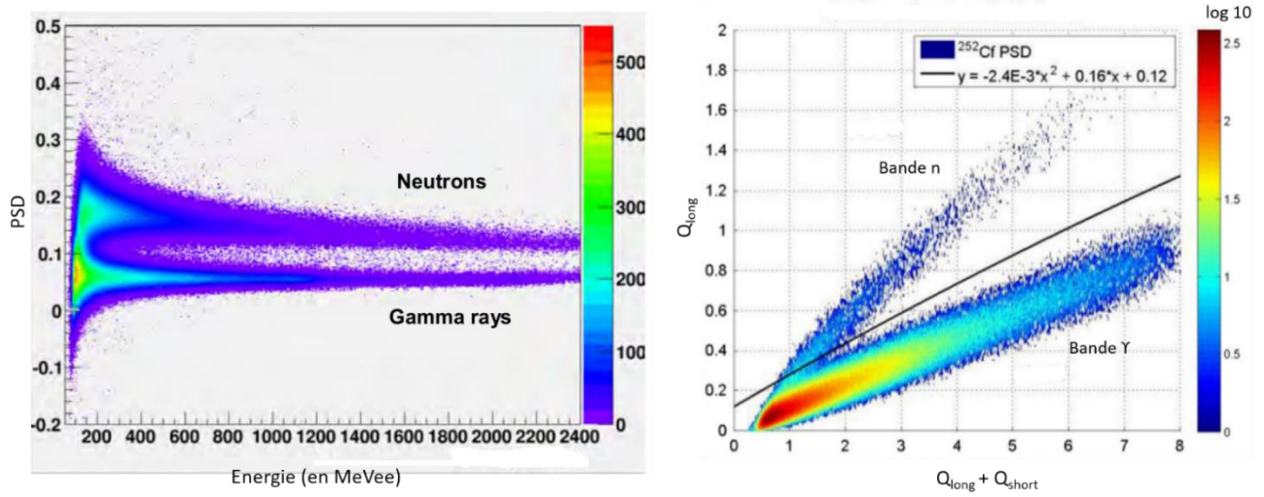 0.5
0.4
0.3
0.2
0.1
0
-0.1
-0.2
PSD
Neutrons
Gamma rays
200 400 600 800 1000 1200 1400 1600 1800 2000 2200 2400
Energie (en MeVee)
500
400
300
200
100
0
2
1.8
1.6
1.4
1.2
1
0.8
0.6
0.4
0.2
0
Qlong
252Cf PSD
y = -2.4E-3*x2 + 0.16*x + 0.12
Bande n
Bande ϒ
0 1 2 3 4 5 6 7 8
Qlong + Qshort
log 10
2.5
2
1.5
1
0.5
0